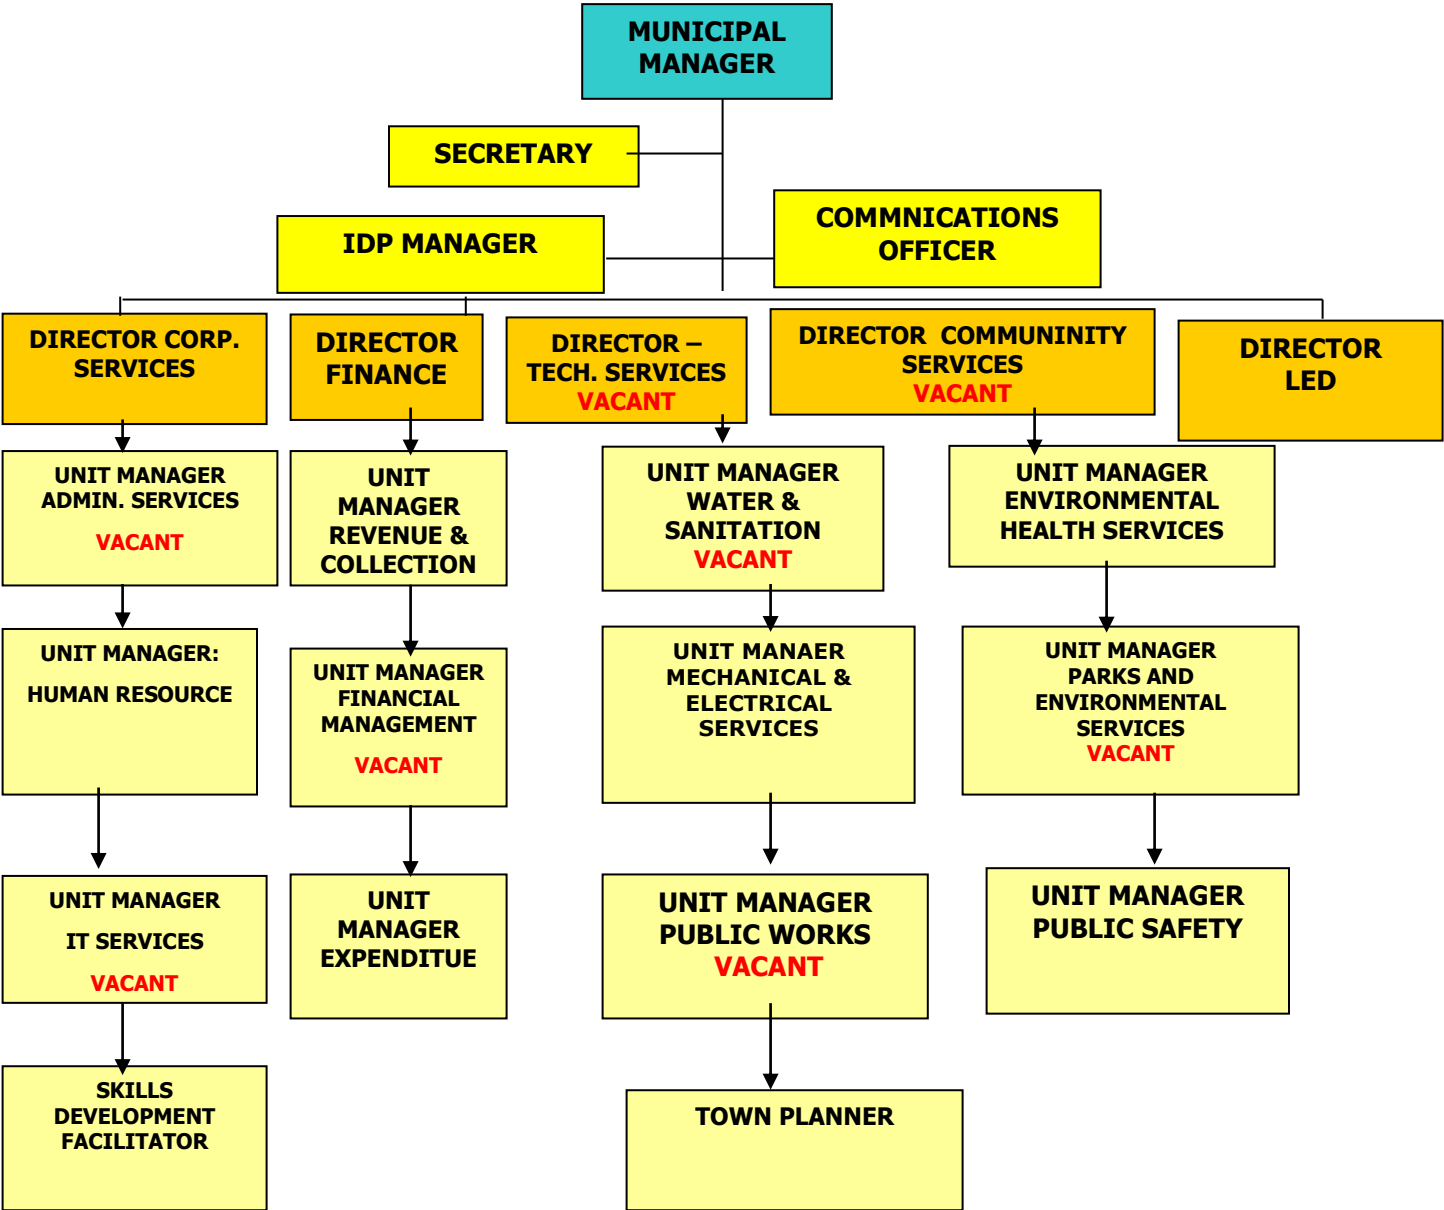 MUNICIPAL
MANAGER
SECRETARY
IDP MANAGER
COMMNICATIONS
OFFICER
DIRECTOR CORP.
SERVICES
DIRECTOR
FINANCE
DIRECTOR –
TECH. SERVICES
VACANT
DIRECTOR COMMUNINITY
SERVICES
VACANT
DIRECTOR
LED
UNIT MANAGER
ADMIN. SERVICES
VACANT
UNIT
MANAGER
REVENUE &
COLLECTION
UNIT MANAGER
WATER &
SANITATION
VACANT
UNIT MANAGER
ENVIRONMENTAL
HEALTH SERVICES
UNIT MANAGER:
HUMAN RESOURCE
UNIT MANAGER
FINANCIAL
MANAGEMENT
VACANT
UNIT MANAER
MECHANICAL &
ELECTRICAL
SERVICES
UNIT MANAGER
PARKS AND
ENVIRONMENTAL
SERVICES
VACANT
UNIT MANAGER
IT SERVICES
VACANT
UNIT
MANAGER
EXPENDITUE
UNIT MANAGER
PUBLIC WORKS
VACANT
UNIT MANAGER
PUBLIC SAFETY
SKILLS
DEVELOPMENT
FACILITATOR
TOWN PLANNER